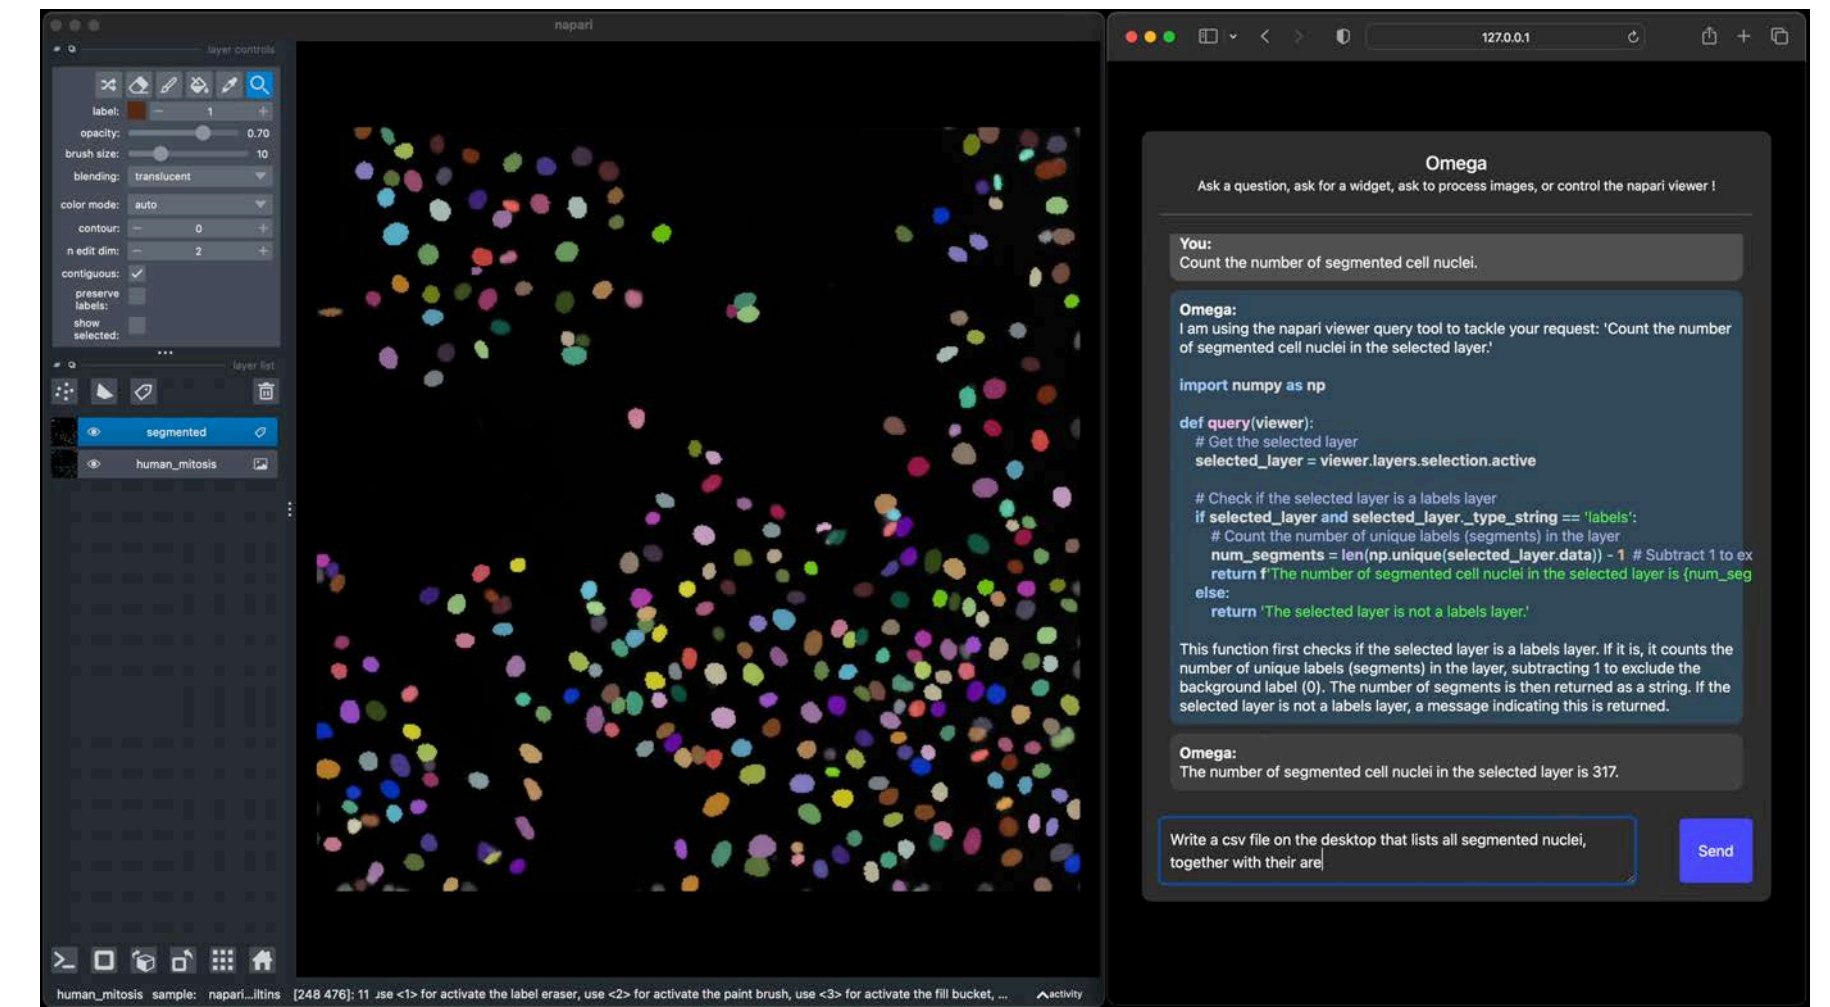 napari
layer controls
label:
1
opacity:
0.70
brush size:
10
blending:
translucent
color mode:
auto
contour:
0
n edit dim:
2
contiguous:
preserve
labels:
show
selected:
layer list
segmented
human_mitosis
human_mitosis sample: napari...iltins [248 476]: 11 use <1> for activate the label eraser, use <2> for activate the paint brush, use <3> for activate the fill bucket, ... activity
127.0.0.1
Omega
Ask a question, ask for a widget, ask to process images, or control the napari viewer !
You:
Count the number of segmented cell nuclei.
Omega:
I am using the napari viewer query tool to tackle your request: 'Count the number
of segmented cell nuclei in the selected layer.'
import numpy as np
def query(viewer):
# Get the selected layer
selected_layer = viewer.layers.selection.active
# Check if the selected layer is a labels layer
if selected_layer and selected_layer._type_string == 'labels':
# Count the number of unique labels (segments) in the layer
num_segments = len(np.unique(selected_layer.data)) - 1 # Subtract 1 to ex
return f'The number of segmented cell nuclei in the selected layer is {num_seg
else:
return 'The selected layer is not a labels layer.'
This function first checks if the selected layer is a labels layer. If it is, it counts the
number of unique labels (segments) in the layer, subtracting 1 to exclude the
background label (0). The number of segments is then returned as a string. If the
selected layer is not a labels layer, a message indicating this is returned.
Omega:
The number of segmented cell nuclei in the selected layer is 317.
Write a csv file on the desktop that lists all segmented nuclei,
together with their are
Send